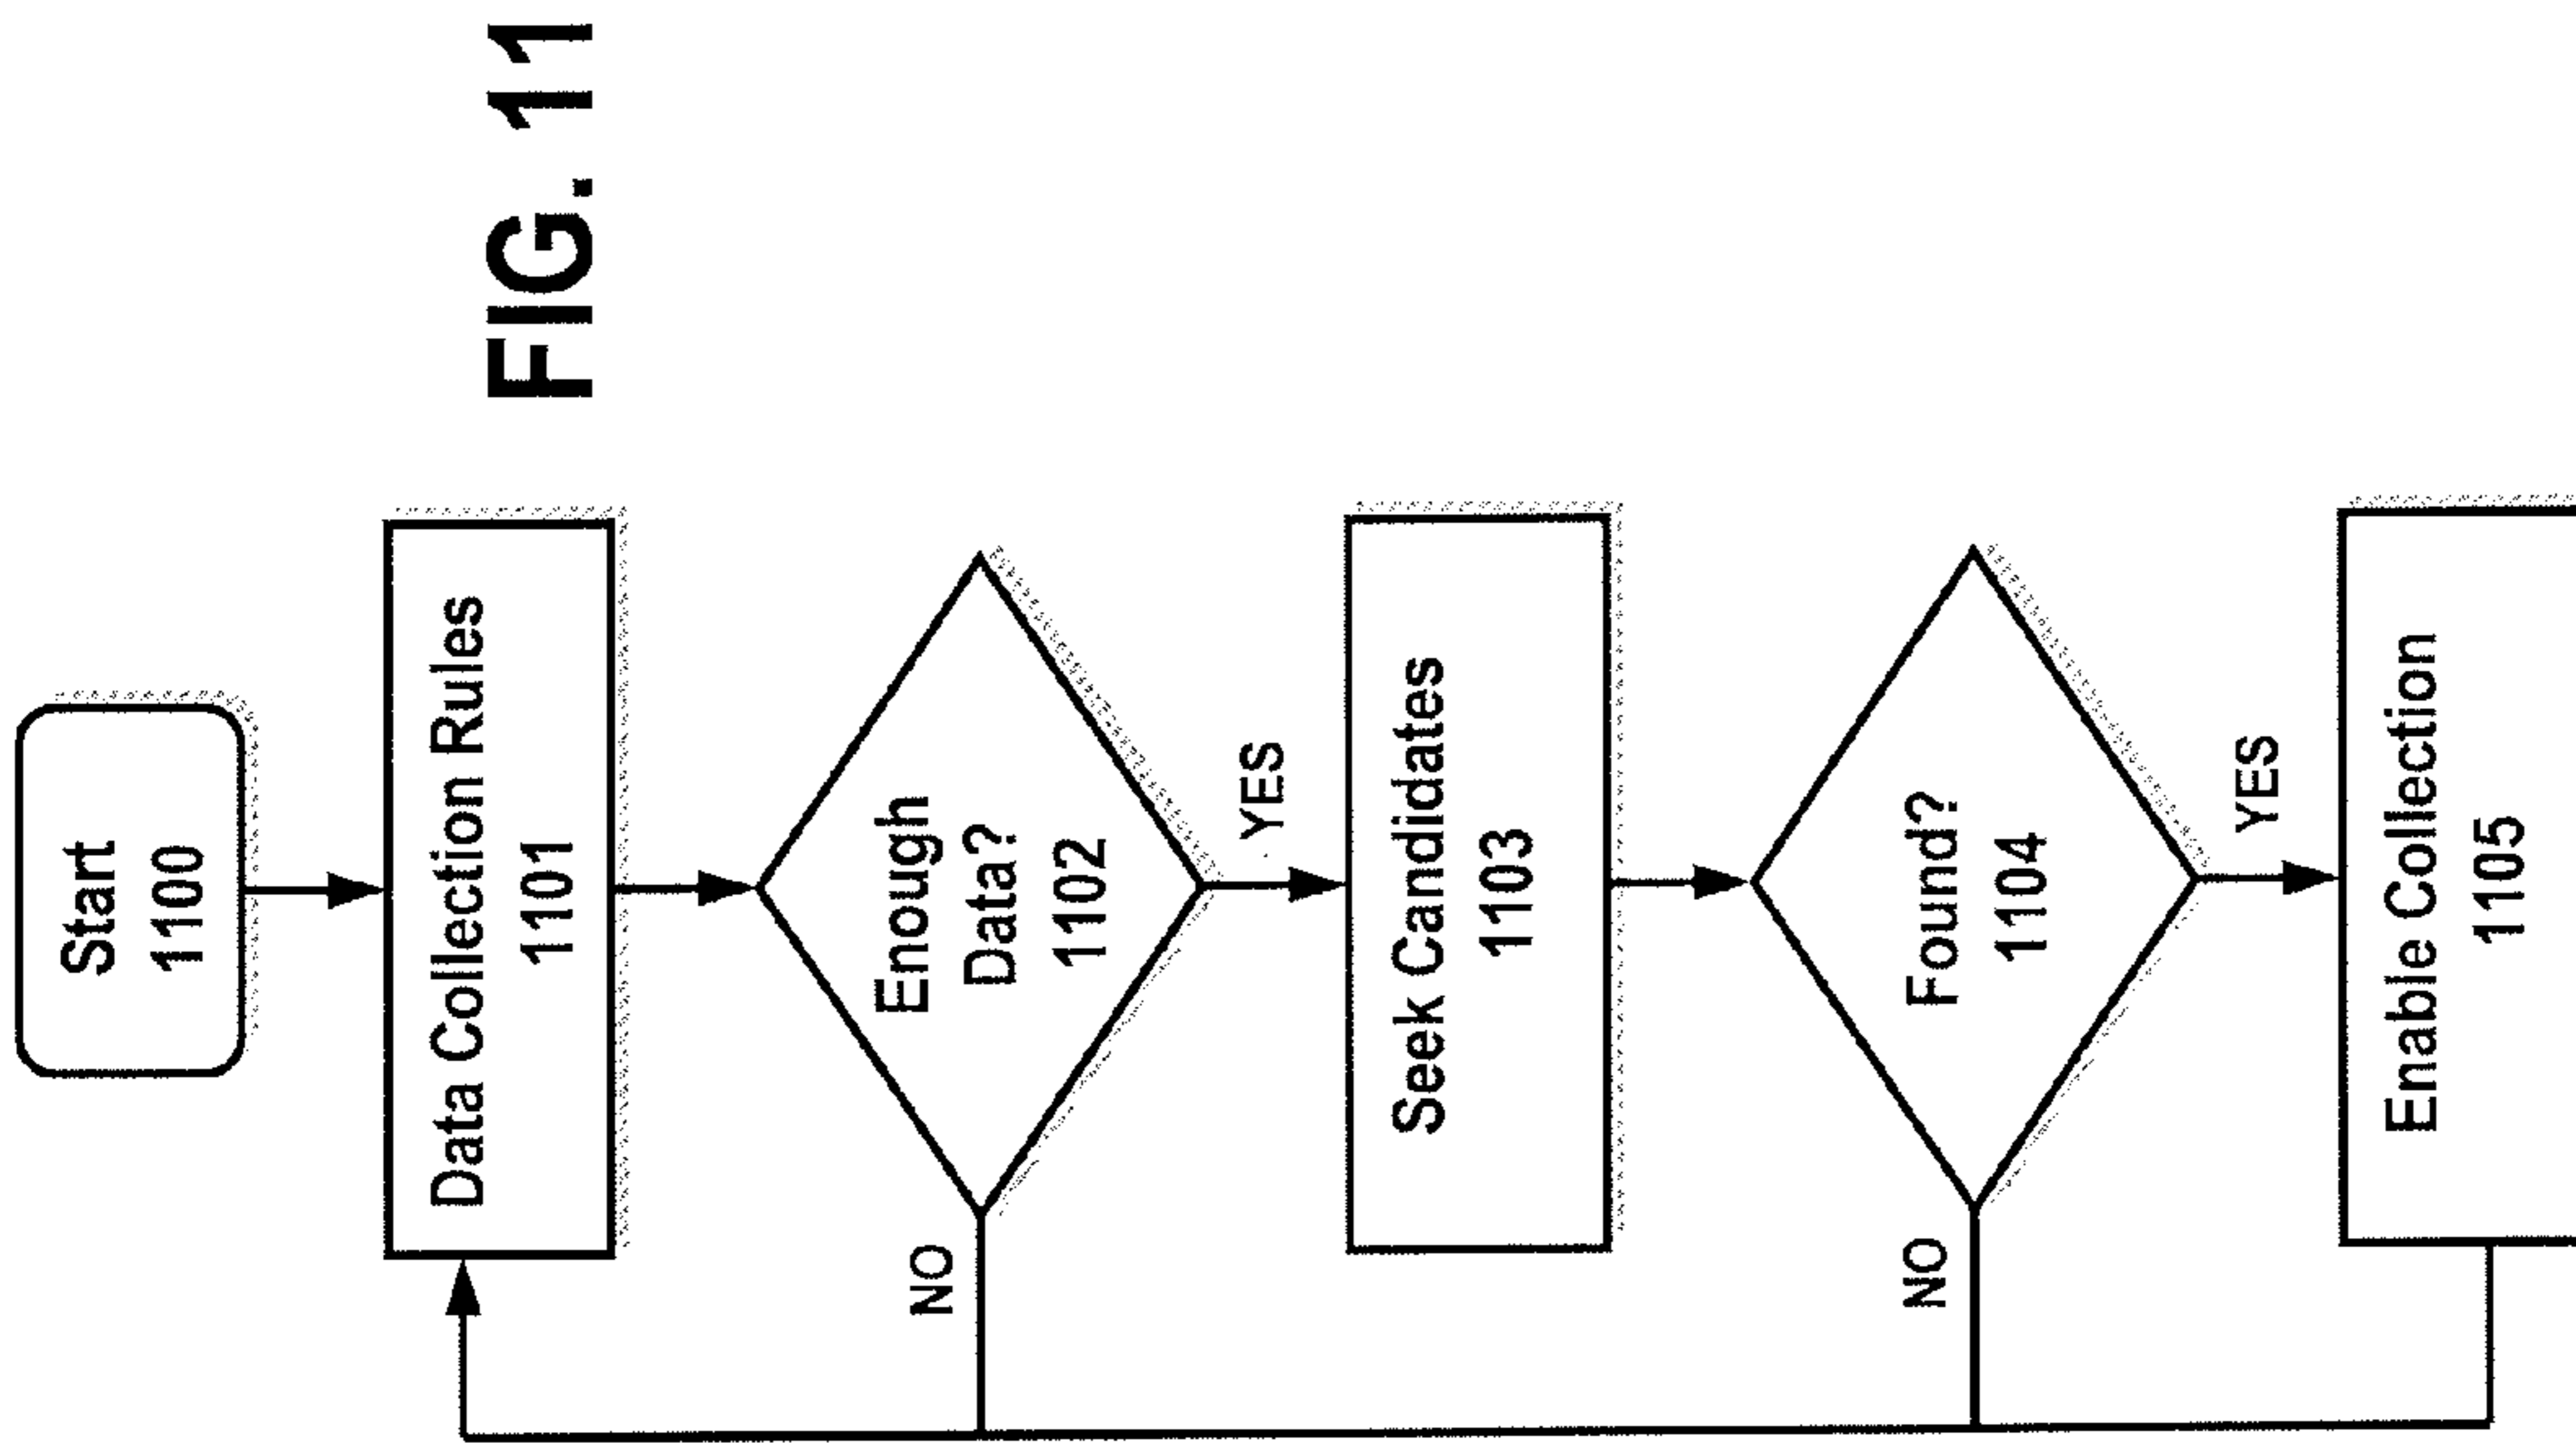 FIG. 11
Start
1100
Data Collection Rules
1101
Enough
Data?
1102
NO
YES
Seek Candidates
1103
Found?
1104
NO
YES
Enable Collection
1105